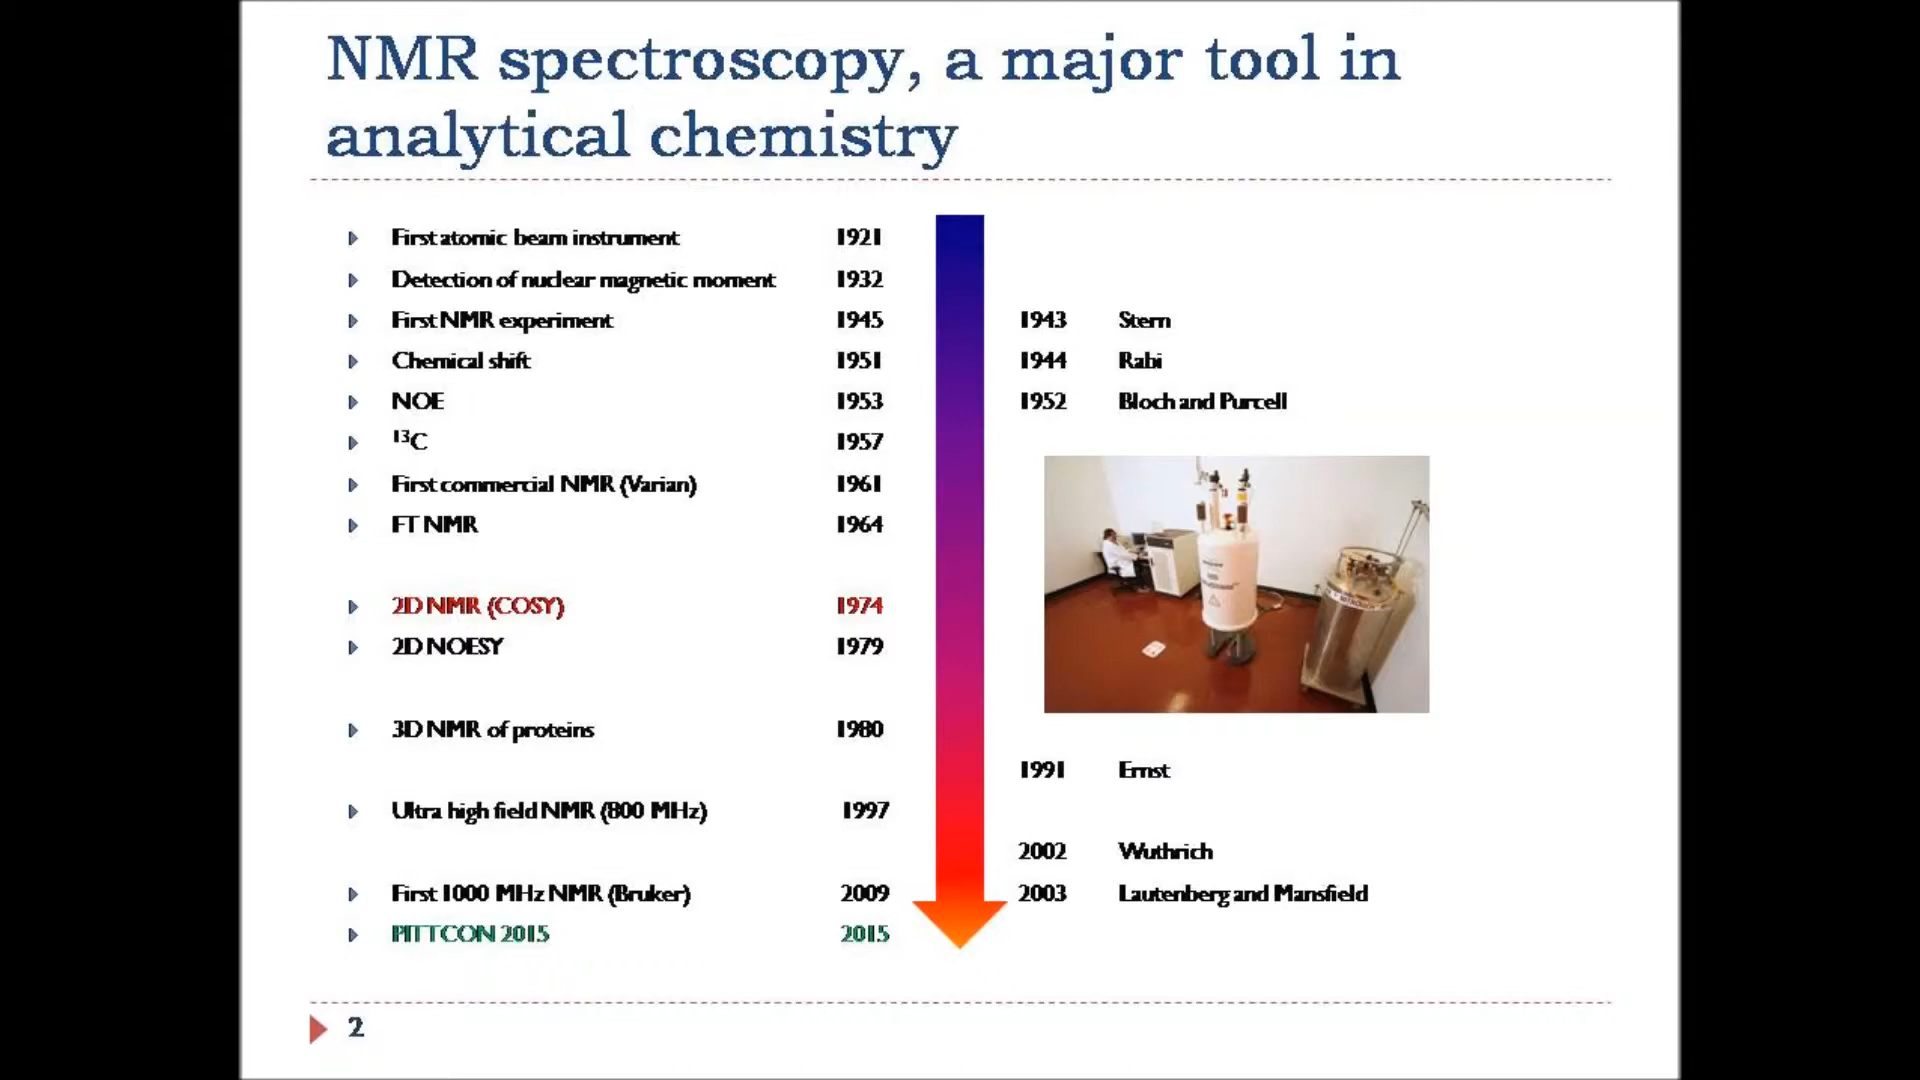 NMR spectroscopy, a major tool in
analytical chemistry
First atomic beam instrument 1921
Detection of nuclear magnetic moment 1932
First NMR experiment 1945 1943 Stern
Chemical shift 1951 1944 Rabi
NOE 1953 1952 Bloch and Purcell
¹³C 1957
First commercial NMR (Varian) 1961
FT NMR 1964
2D NMR (COSY) 1974
2D NOESY 1979
3D NMR of proteins 1980
1991 Ernst
Ultra high field NMR (800 MHz) 1997
2002 Wuthrich
First 1000 MHz NMR (Bruker) 2009 2003 Lautenberg and Mansfield
PITTCON 2015 2015
2